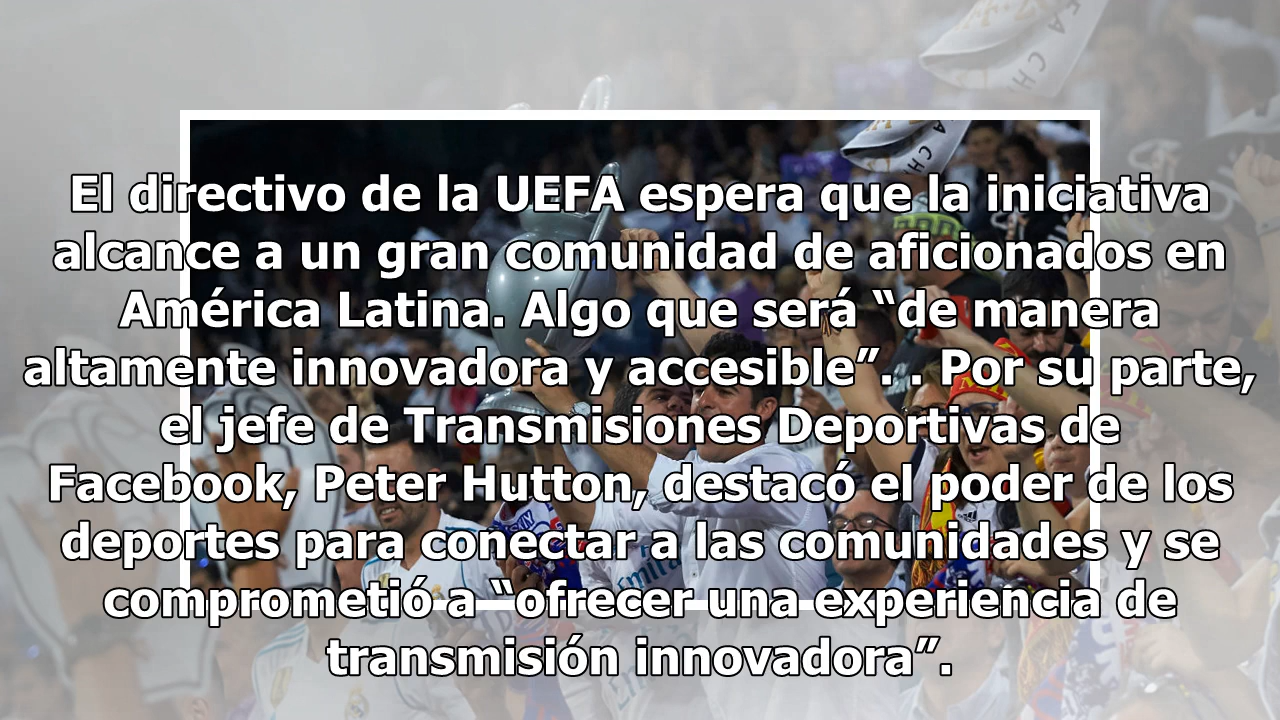 El directivo de la UEFA espera que la iniciativa
alcance a un gran comunidad de aficionados en
América Latina. Algo que será “de manera
altamente innovadora y accesible”. . Por su parte,
el jefe de Transmisiones Deportivas de
Facebook, Peter Hutton, destacó el poder de los
deportes para conectar a las comunidades y se
comprometió a “ofrecer una experiencia de
transmisión innovadora”.